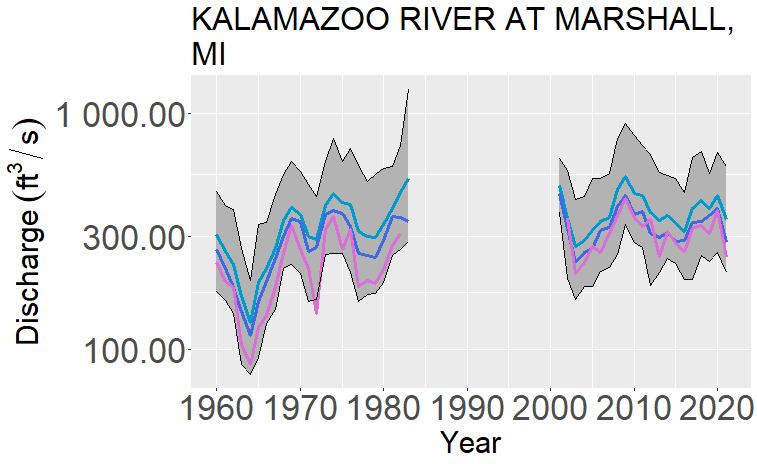 KALAMAZOO RIVER AT MARSHALL,
MI
Discharge (ft³/s)
1 000.00
300.00
100.00
1960 1970 1980 1990 2000 2010 2020
Year